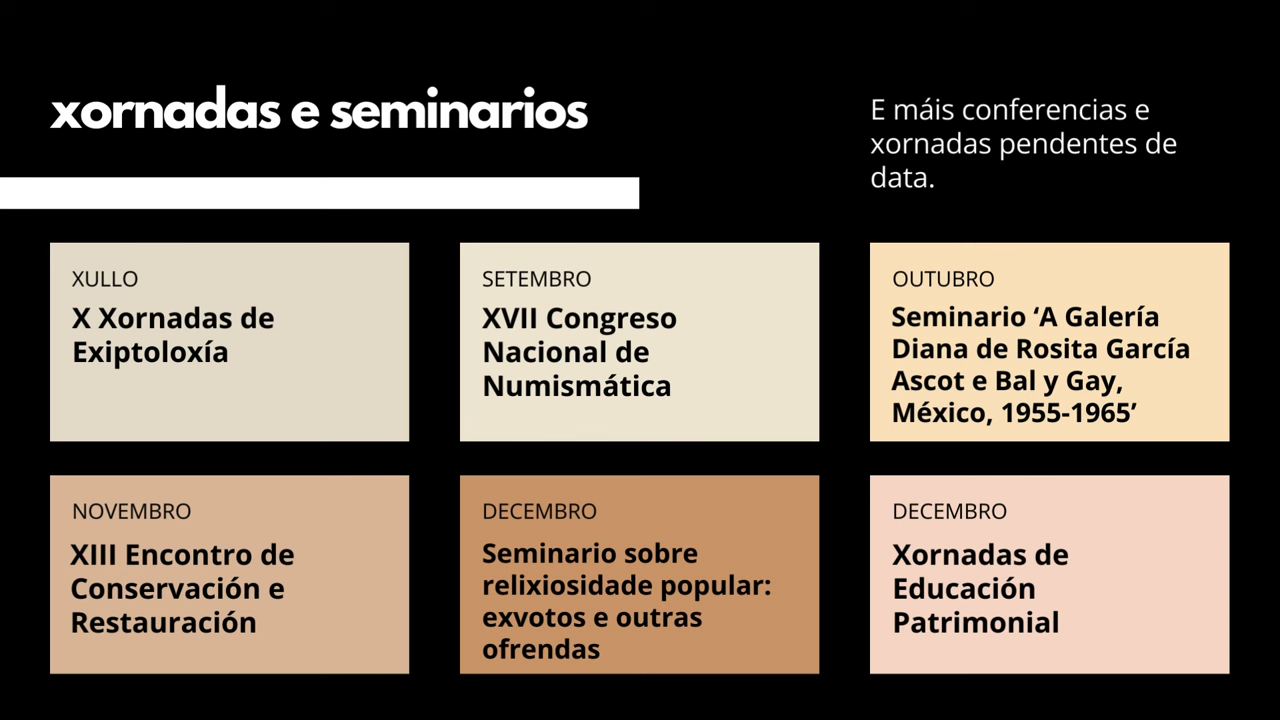 xornadas e seminarios
E máis conferencias e
xornadas pendentes de
data.
XULLO
X Xornadas de
Exiptoloxía
SETEMBRO
XVII Congreso
Nacional de
Numismática
OUTUBRO
Seminario ‘A Galería
Diana de Rosita García
Ascot e Bal y Gay,
México, 1955-1965’
NOVEMBRO
XIII Encontro de
Conservación e
Restauración
DECEMBRO
Seminario sobre
relixiosidade popular:
exvotos e outras
ofrendas
DECEMBRO
Xornadas de
Educación
Patrimonial